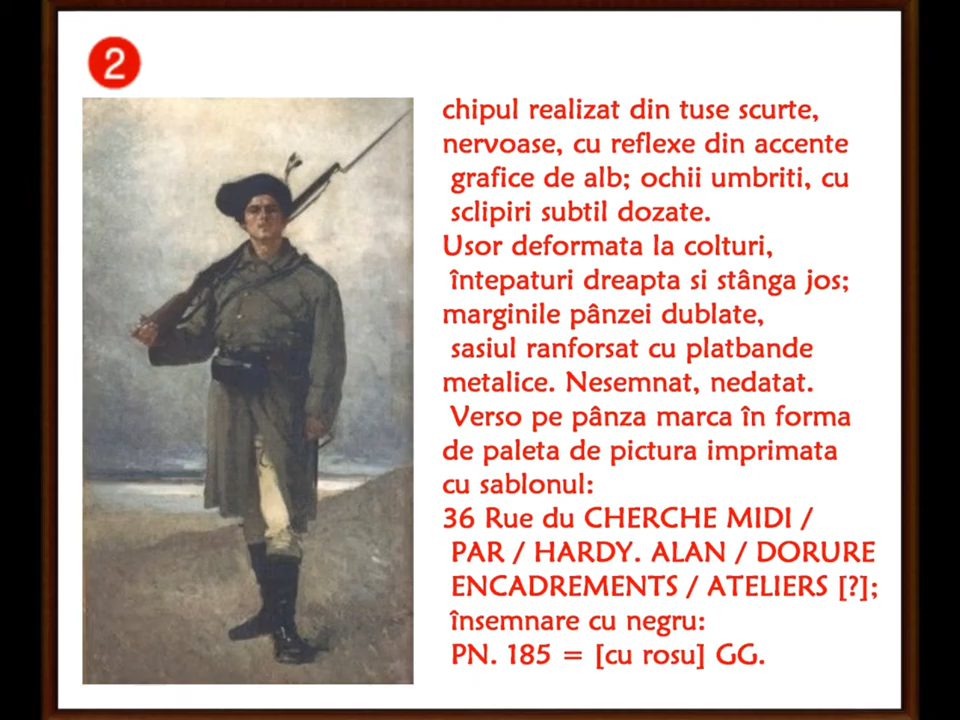 2
chipul realizat din tuse scurte,
nervoase, cu reflexe din accente
grafice de alb; ochii umbriti, cu
sclipiri subtil dozate.
Usor deformata la colturi,
întepaturi dreapta si stânga jos;
marginile pânzei dublate,
sasiul ranforsat cu platbande
metalice. Nesemnat, nedatat.
Verso pe pânza marca în forma
de paleta de pictura imprimata
cu sablonul:
36 Rue du CHERCHE MIDI /
PAR / HARDY. ALAN / DORURE
ENCADREMENTS / ATELIERS [?];
însemnare cu negru:
PN. 185 = [cu rosu] GG.